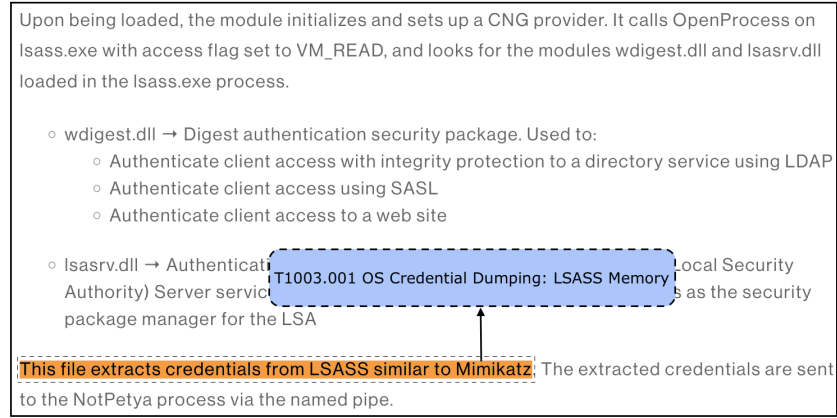 Upon being loaded, the module initializes and sets up a CNG provider. It calls OpenProcess on
lsass.exe with access flag set to VM_READ, and looks for the modules wdigest.dll and lsasrv.dll
loaded in the lsass.exe process.
◦ wdigest.dll → Digest authentication security package. Used to:
◦ Authenticate client access with integrity protection to a directory service using LDAP
◦ Authenticate client access using SASL
◦ Authenticate client access to a web site
◦ lsasrv.dll → Authenticati ocal Security
T1003.001 OS Credential Dumping: LSASS Memory
Authority) Server servic as the security
package manager for the LSA
This file extracts credentials from LSASS similar to Mimikatz. The extracted credentials are sent
to the NotPetya process via the named pipe.